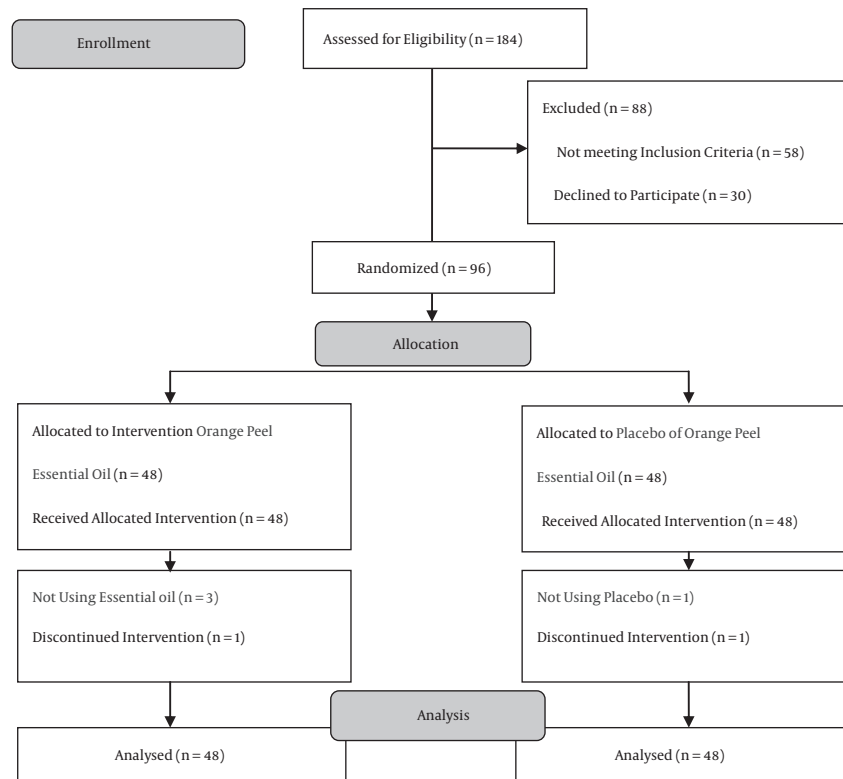 Enrollment
Assessed for Eligibility (n = 184)
Excluded (n = 88)
Not meeting Inclusion Criteria (n = 58)
Declined to Participate (n = 30)
Randomized (n = 96)
Allocation
Allocated to Intervention Orange Peel
Essential Oil (n = 48)
Received Allocated Intervention (n = 48)
Allocated to Placebo of Orange Peel
Essential Oil (n = 48)
Received Allocated Intervention (n = 48)
Not Using Essential oil (n = 3)
Discontinued Intervention (n = 1)
Not Using Placebo (n = 1)
Discontinued Intervention (n = 1)
Analysis
Analysed (n = 48)
Analysed (n = 48)